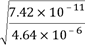 √(7.42 × 10⁻¹¹ / 4.64 × 10⁻⁶)